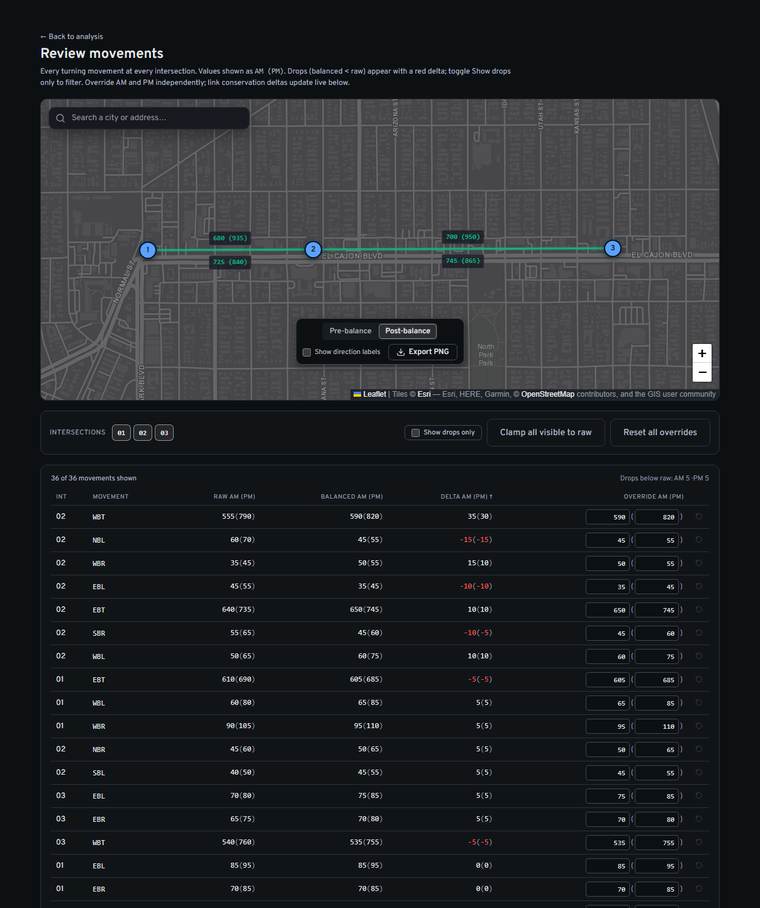 ← Back to analysis
Review movements
Every turning movement at every intersection. Values shown as AM (PM). Drops (balanced < raw) appear with a red delta; toggle Show drops
only to filter. Override AM and PM independently; link conservation deltas update live below.
Search a city or address...
ARIZONA ST
UTAH ST
KANSAS ST
680 (935)
700 (950)
1
2
3
EL CAJON BLVD
EL CAJON BLVD
725 (840)
745 (865)
NORMAL ST
Pre-balance
Post-balance
Show direction labels
Export PNG
North
Park
Park
+
−
Leaflet | Tiles © Esri — Esri, HERE, Garmin, © OpenStreetMap contributors, and the GIS user community
INTERSECTIONS 01 02 03
Show drops only
Clamp all visible to raw
Reset all overrides
36 of 36 movements shown
Drops below raw: AM 5 · PM 5
INT MOVEMENT RAW AM (PM) BALANCED AM (PM) DELTA AM (PM) ↑ OVERRIDE AM (PM)
02 WBT 555(790) 590(820) 35(30) 590 ( 820 )
02 NBL 60(70) 45(55) -15(-15) 45 ( 55 )
02 WBR 35(45) 50(55) 15(10) 50 ( 55 )
02 EBL 45(55) 35(45) -10(-10) 35 ( 45 )
02 EBT 640(735) 650(745) 10(10) 650 ( 745 )
02 SBR 55(65) 45(60) -10(-5) 45 ( 60 )
02 WBL 50(65) 60(75) 10(10) 60 ( 75 )
01 EBT 610(690) 605(685) -5(-5) 605 ( 685 )
01 WBL 60(80) 65(85) 5(5) 65 ( 85 )
01 WBR 90(105) 95(110) 5(5) 95 ( 110 )
02 NBR 45(60) 50(65) 5(5) 50 ( 65 )
02 SBL 40(50) 45(55) 5(5) 45 ( 55 )
03 EBL 70(80) 75(85) 5(5) 75 ( 85 )
03 EBR 65(75) 70(80) 5(5) 70 ( 80 )
03 WBT 540(760) 535(755) -5(-5) 535 ( 755 )
01 EBL 85(95) 85(95) 0(0) 85 ( 95 )
01 EBR 70(85) 70(85) 0(0) 70 ( 85 )